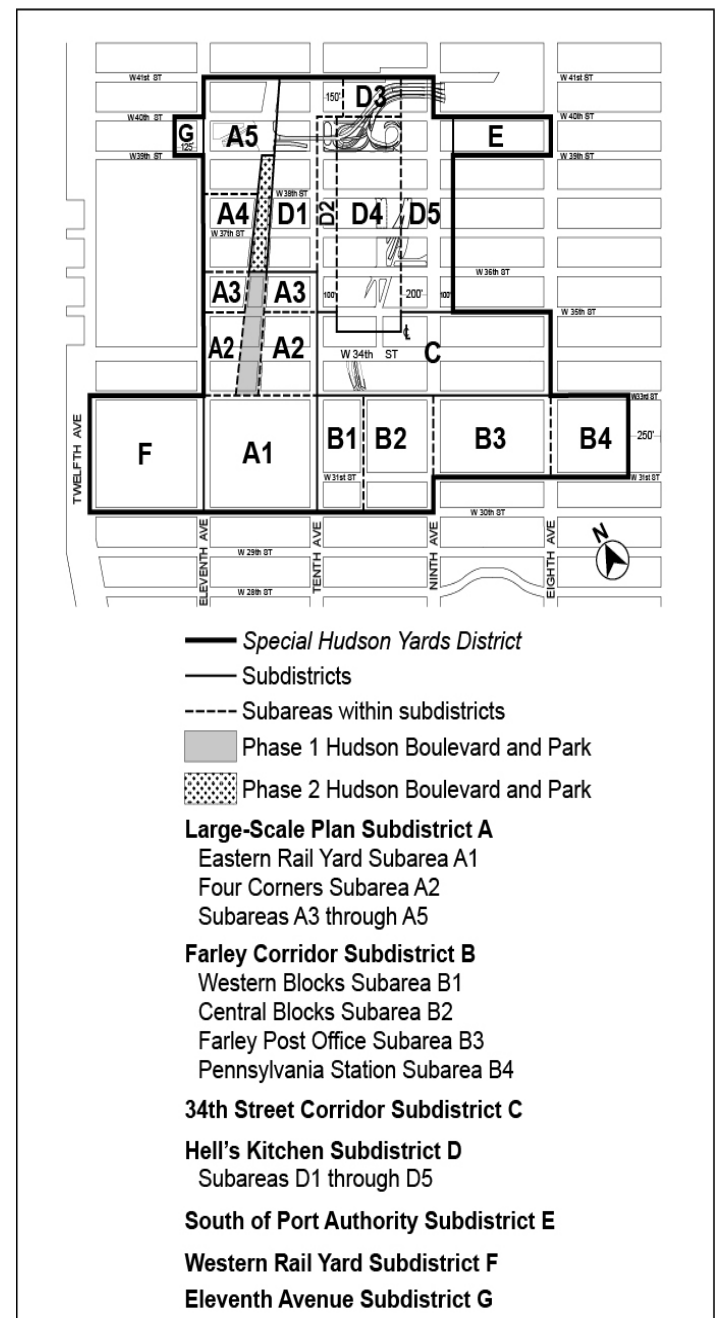 W41st ST
W 41st ST
150'
D3
W 40th ST
W 40th ST
G
A5
E
125'
W 39th ST
W 39th ST
W 38th ST
A4
D1
D2
D4
D5
W 37th ST
W 36th ST
A3
A3
100'
200'
100'
W 35th ST
A2
A2
W 34th ST
℄
C
W33rd ST
TWELFTH AVE
F
A1
B1
B2
B3
B4
250'
W 31st ST
W 31st ST
W 30th ST
ELEVENTH AVE
TENTH AVE
NINTH AVE
EIGHTH AVE
N
W 29th ST
W 28th ST
Special Hudson Yards District
Subdistricts
Subareas within subdistricts
Phase 1 Hudson Boulevard and Park
Phase 2 Hudson Boulevard and Park
Large-Scale Plan Subdistrict A
Eastern Rail Yard Subarea A1
Four Corners Subarea A2
Subareas A3 through A5
Farley Corridor Subdistrict B
Western Blocks Subarea B1
Central Blocks Subarea B2
Farley Post Office Subarea B3
Pennsylvania Station Subarea B4
34th Street Corridor Subdistrict C
Hell's Kitchen Subdistrict D
Subareas D1 through D5
South of Port Authority Subdistrict E
Western Rail Yard Subdistrict F
Eleventh Avenue Subdistrict G